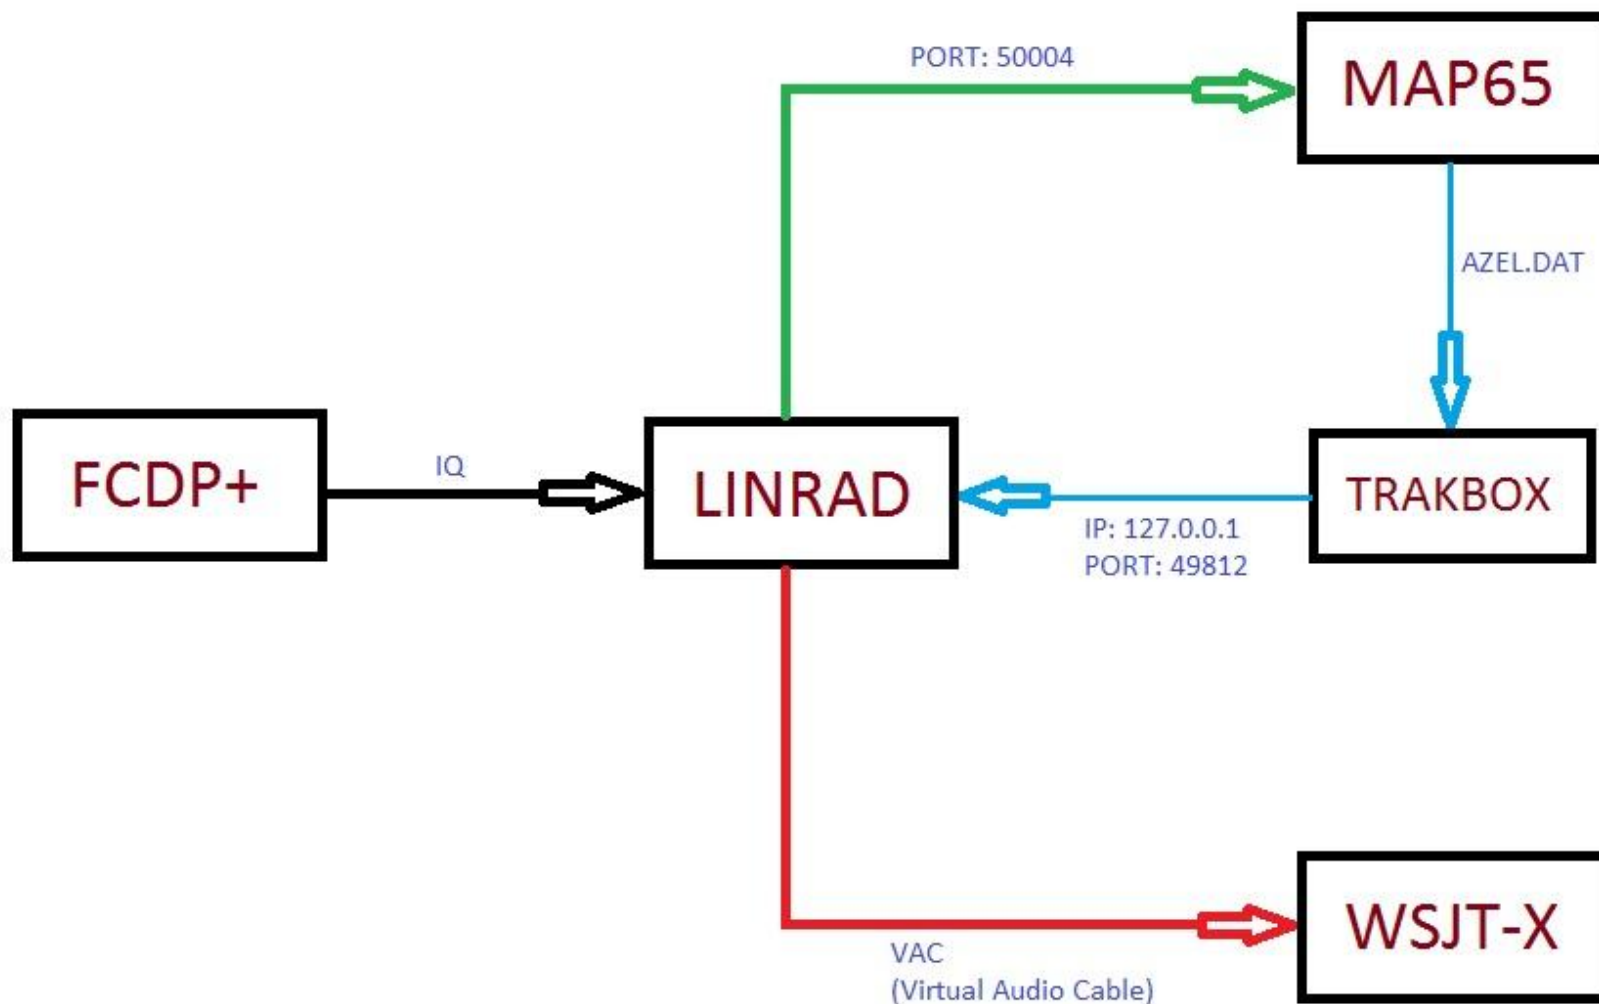 PORT: 50004
MAP65
AZEL.DAT
FCDP+
IQ
LINRAD
TRAKBOX
IP: 127.0.0.1
PORT: 49812
VAC
(Virtual Audio Cable)
WSJT-X